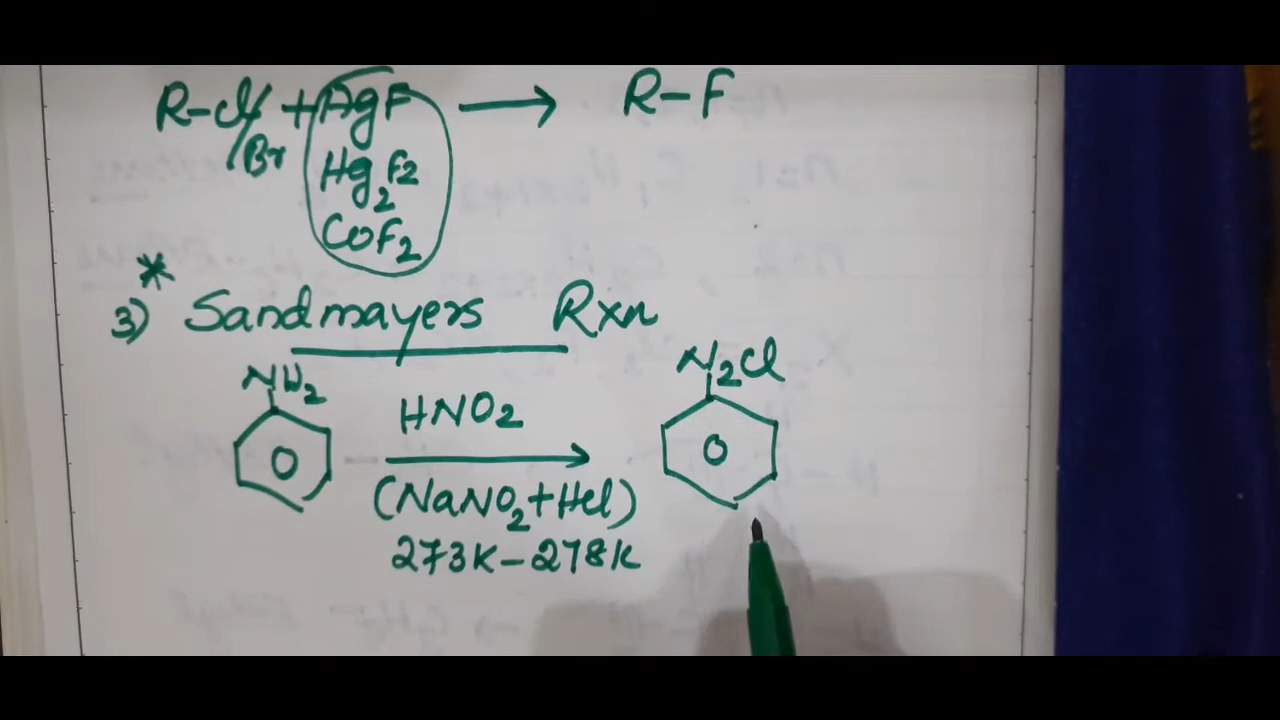 R-Cl/Br + AgF → R-F
Hg2F2
CoF2
*
3) Sandmayers Rxn
NH2 HNO2 N2Cl
(NaNO2+HCl)
273K-278K